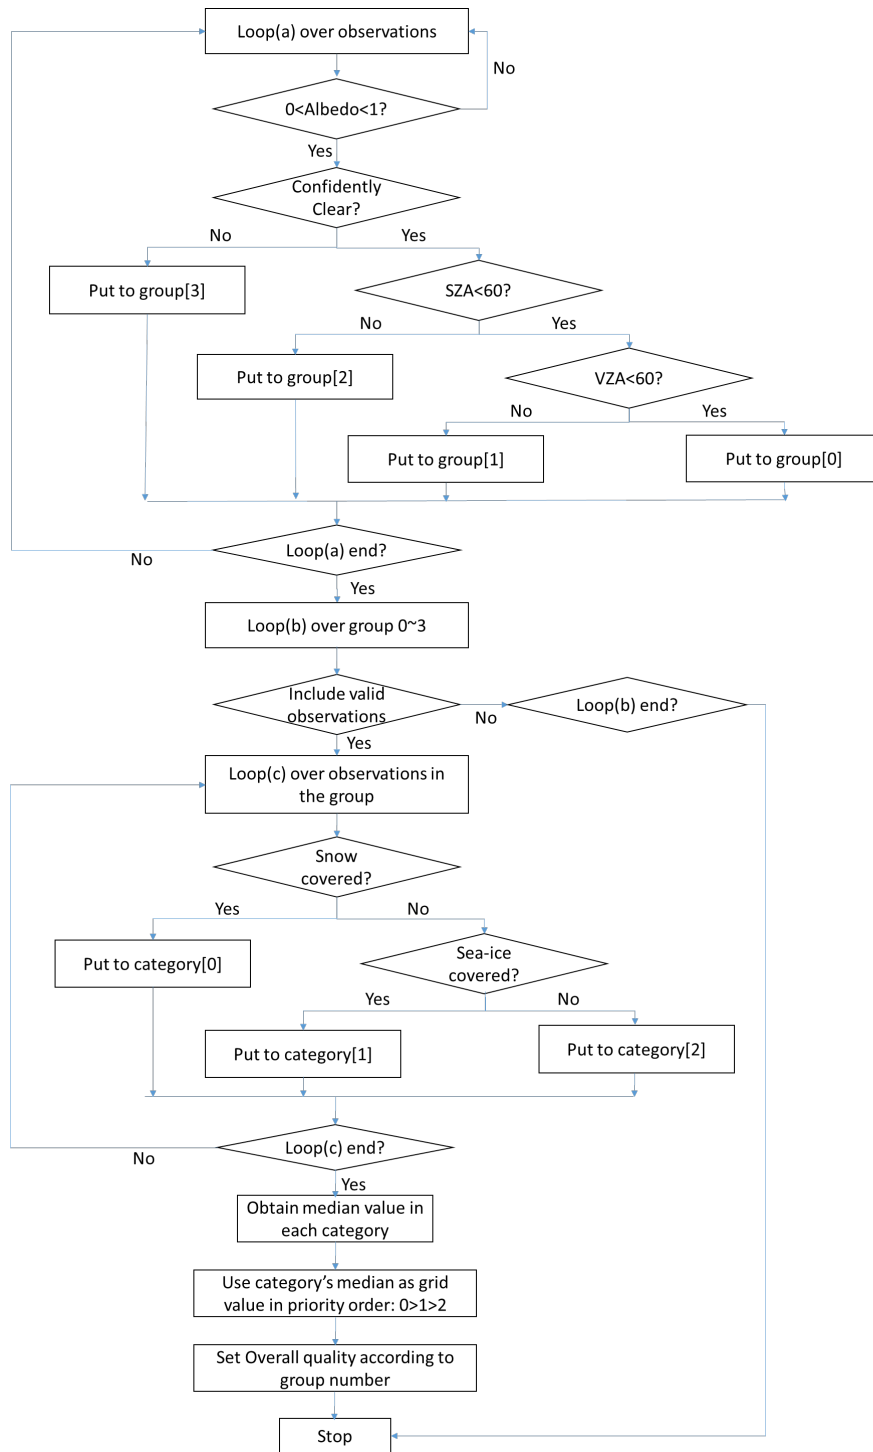 Loop(a) over observations
No
0<Albedo<1?
Yes
Confidently
Clear?
No
Yes
Put to group[3]
SZA<60?
No
Yes
Put to group[2]
VZA<60?
No
Yes
Put to group[1]
Put to group[0]
Loop(a) end?
No
Yes
Loop(b) over group 0~3
Include valid
observations
No
Loop(b) end?
Yes
Loop(c) over observations in
the group
Snow
covered?
Yes
No
Put to category[0]
Sea-ice
covered?
Yes
No
Put to category[1]
Put to category[2]
Loop(c) end?
No
Yes
Obtain median value in
each category
Use category’s median as grid
value in priority order: 0>1>2
Set Overall quality according to
group number
Stop